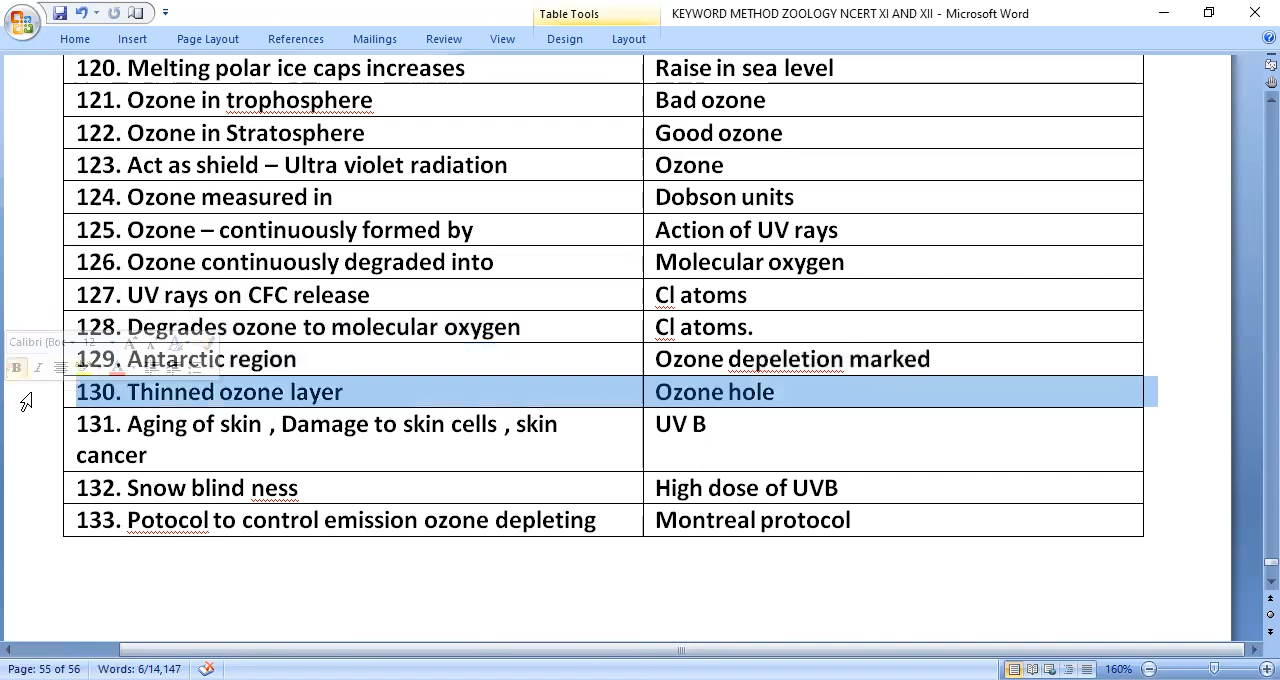 Table Tools
KEYWORD METHOD ZOOLOGY NCERT XI AND XII - Microsoft Word
Home Insert Page Layout References Mailings Review View Design Layout
120. Melting polar ice caps increases Raise in sea level
121. Ozone in trophosphere Bad ozone
122. Ozone in Stratosphere Good ozone
123. Act as shield – Ultra violet radiation Ozone
124. Ozone measured in Dobson units
125. Ozone – continuously formed by Action of UV rays
126. Ozone continuously degraded into Molecular oxygen
127. UV rays on CFC release Cl atoms
128. Degrades ozone to molecular oxygen Cl atoms.
Calibri (Boc 12
129. Antarctic region Ozone depeletion marked
130. Thinned ozone layer Ozone hole
131. Aging of skin , Damage to skin cells , skin UV B
cancer
132. Snow blind ness High dose of UVB
133. Potocol to control emission ozone depleting Montreal protocol
Page: 55 of 56 Words: 6/14,147 160%